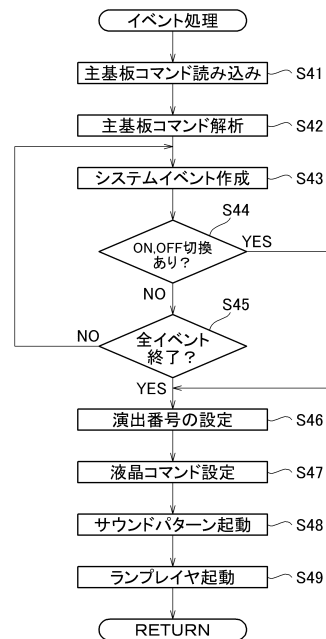 イベント処理
主基板コマンド読み込み S41
主基板コマンド解析 S42
システムイベント作成 S43
S44
ON,OFF切換
あり？ YES
NO
S45
NO 全イベント
終了？
YES
演出番号の設定 S46
液晶コマンド設定 S47
サウンドパターン起動 S48
ランプレイヤ起動 S49
RETURN